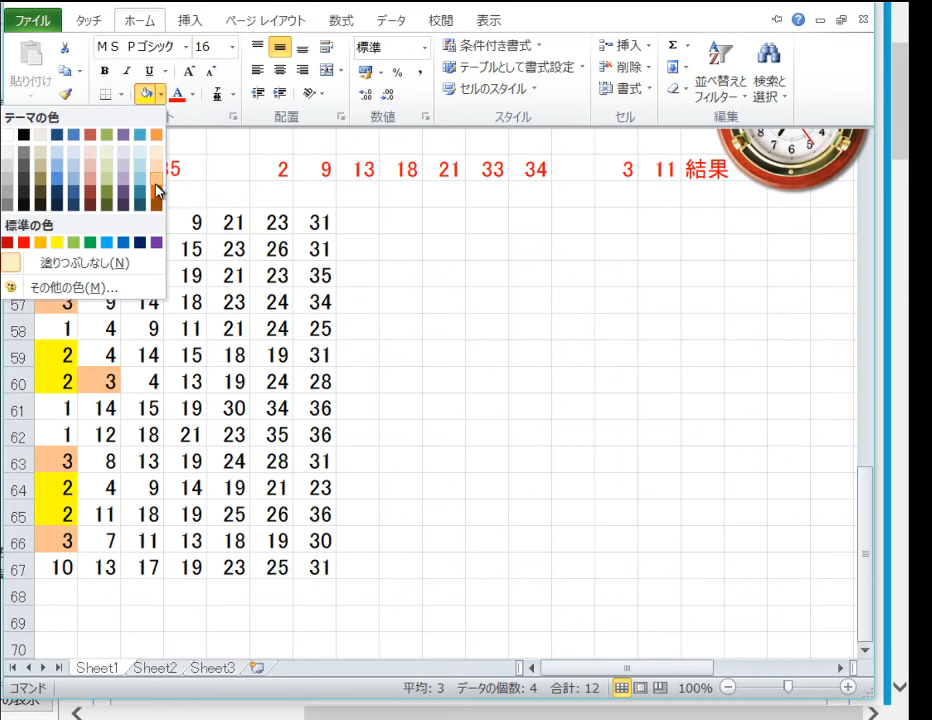 ファイル タッチ ホーム 挿入 ページ レイアウト 数式 データ 校閲 表示
ＭＳ Ｐゴシック 16 標準 条件付き書式 挿入 Σ
貼り付け B I U A A % , テーブルとして書式設定 削除 並べ替えと 検索と
A セルのスタイル 書式 フィルター 選択
ト 配置 数値 スタイル セル 編集
テーマの色
35 2 9 13 18 21 33 34 3 11 結果
9 21 23 31
標準の色
15 23 26 31
塗りつぶしなし(N)
19 21 23 35
その他の色(M)...
57 3 9 14 18 23 24 34
58 1 4 9 11 21 24 25
59 2 4 14 15 18 19 31
60 2 3 4 13 19 24 28
61 1 14 15 19 30 34 36
62 1 12 18 21 23 35 36
63 3 8 13 19 24 28 31
64 2 4 9 14 19 21 23
65 2 11 18 19 25 26 36
66 3 7 11 13 18 19 30
67 10 13 17 19 23 25 31
68
69
70
Sheet1 Sheet2 Sheet3
コマンド 平均: 3 データの個数: 4 合計: 12 100%
の表示